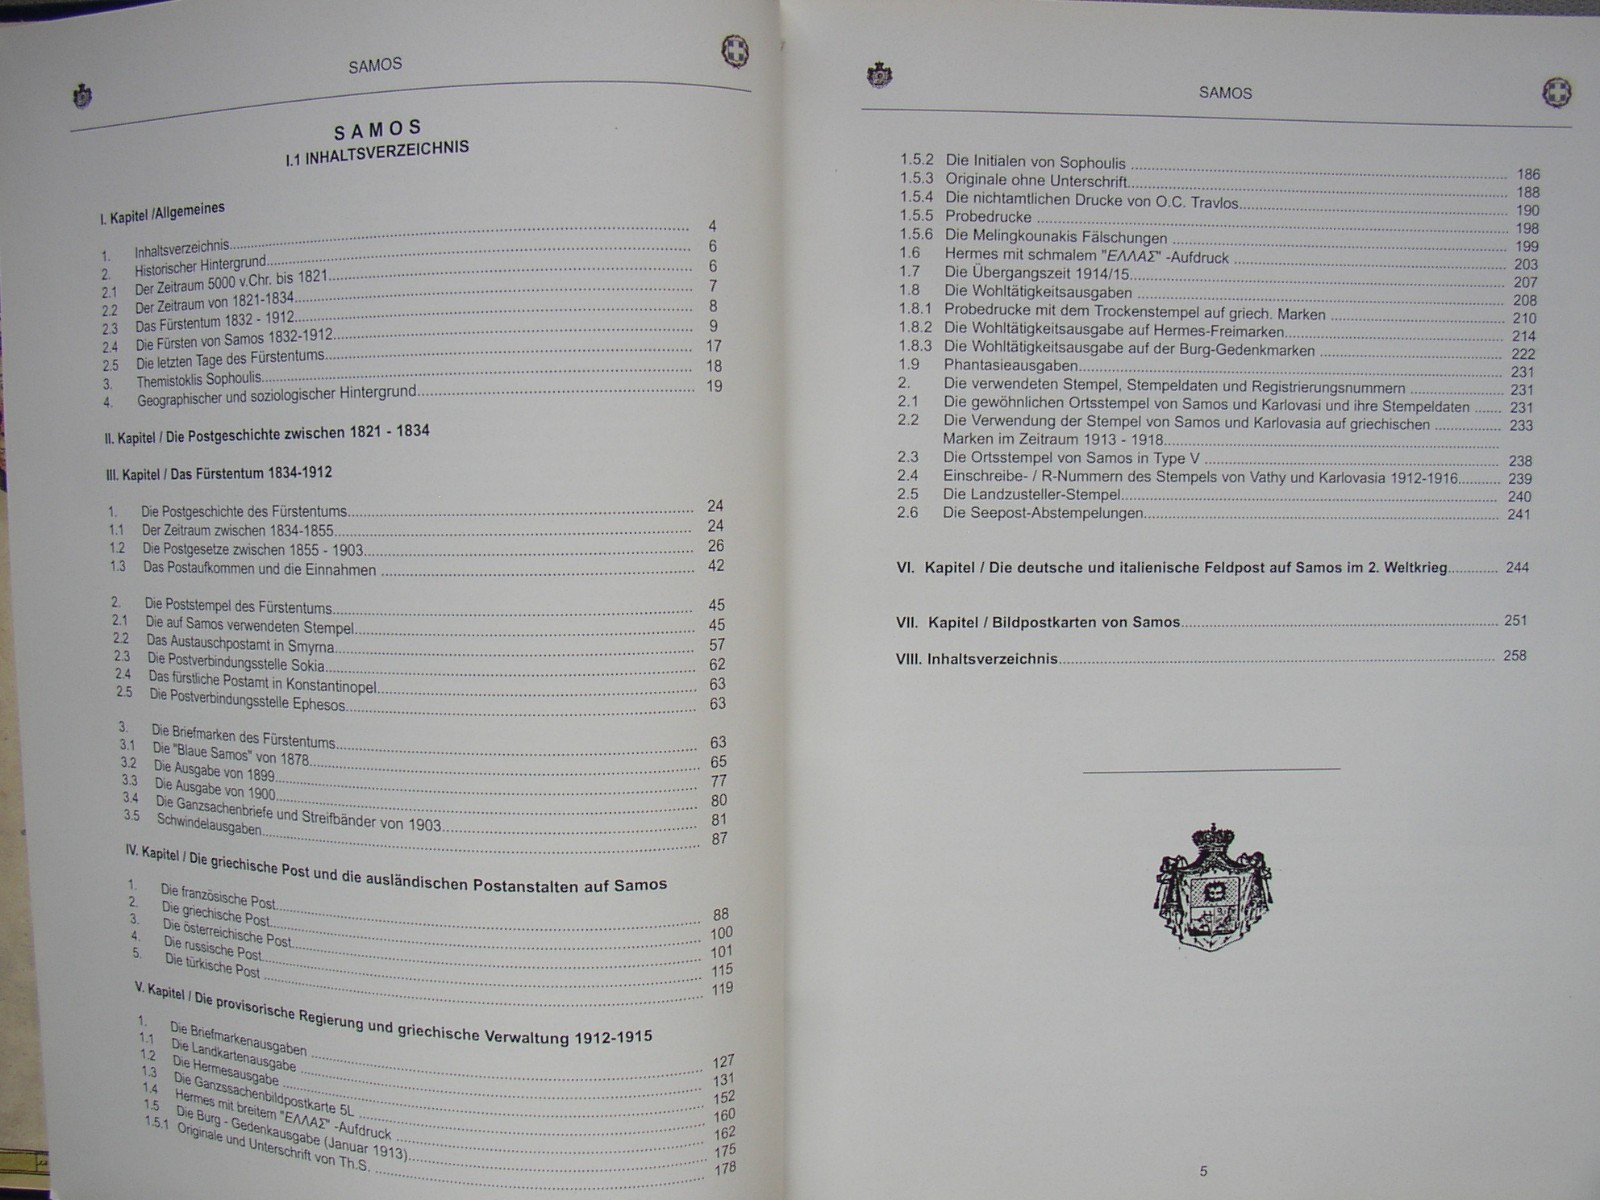 SAMOS
S A M O S
I.1 INHALTSVERZEICHNIS
I. Kapitel /Allgemeines
1. Inhaltsverzeichnis 4
2. Historischer Hintergrund 6
2.1 Der Zeitraum 5000 v.Chr. bis 1821 6
2.2 Der Zeitraum von 1821-1834 7
2.3 Das Fürstentum 1832 - 1912 8
2.4 Die Fürsten von Samos 1832-1912 9
2.5 Die letzten Tage des Fürstentums 17
3. Themistoklis Sophoulis 18
4. Geographischer und soziologischer Hintergrund 19
II. Kapitel / Die Postgeschichte zwischen 1821 - 1834
III. Kapitel / Das Fürstentum 1834-1912
1. Die Postgeschichte des Fürstentums 24
1.1 Der Zeitraum zwischen 1834-1855 24
1.2 Die Postgesetze zwischen 1855 - 1903 26
1.3 Das Postaufkommen und die Einnahmen 42
2. Die Poststempel des Fürstentums 45
2.1 Die auf Samos verwendeten Stempel 45
2.2 Das Austauschpostamt in Smyrna 57
2.3 Die Postverbindungsstelle Sokia 62
2.4 Das fürstliche Postamt in Konstantinopel 63
2.5 Die Postverbindungsstelle Ephesos 63
3. Die Briefmarken des Fürstentums 63
3.1 Die "Blaue Samos" von 1878 65
3.2 Die Ausgabe von 1899 77
3.3 Die Ausgabe von 1900 80
3.4 Die Ganzsachenbriefe und Streifbänder von 1903 81
3.5 Schwindelausgaben 87
IV. Kapitel / Die griechische Post und die ausländischen Postanstalten auf Samos
1. Die französische Post 88
2. Die griechische Post 100
3. Die österreichische Post 101
4. Die russische Post 115
5. Die türkische Post 119
V. Kapitel / Die provisorische Regierung und griechische Verwaltung 1912-1915
1. Die Briefmarkenausgaben 127
1.1 Die Landkartenausgabe 131
1.2 Die Hermesausgabe 152
1.3 Die Ganzssachenbildpostkarte 5L 160
1.4 Hermes mit breitem "ΕΛΛΑΣ" -Aufdruck 162
1.5 Die Burg - Gedenkausgabe (Januar 1913) 175
1.5.1 Originale und Unterschrift von Th.S. 178
SAMOS
1.5.2 Die Initialen von Sophoulis 186
1.5.3 Originale ohne Unterschrift 188
1.5.4 Die nichtamtlichen Drucke von O.C. Travlos 190
1.5.5 Probedrucke 198
1.5.6 Die Melingkounakis Fälschungen 199
1.6 Hermes mit schmalem "ΕΛΛΑΣ" -Aufdruck 203
1.7 Die Übergangszeit 1914/15 207
1.8 Die Wohltätigkeitsausgaben 208
1.8.1 Probedrucke mit dem Trockenstempel auf griech. Marken 210
1.8.2 Die Wohltätigkeitsausgabe auf Hermes-Freimarken 214
1.8.3 Die Wohltätigkeitsausgabe auf der Burg-Gedenkmarken 222
1.9 Phantasieausgaben 231
2. Die verwendeten Stempel, Stempeldaten und Registrierungsnummern 231
2.1 Die gewöhnlichen Ortsstempel von Samos und Karlovasi und ihre Stempeldaten 231
2.2 Die Verwendung der Stempel von Samos und Karlovasia auf griechischen 233
Marken im Zeitraum 1913 - 1918
2.3 Die Ortsstempel von Samos in Type V 238
2.4 Einschreibe- / R-Nummern des Stempels von Vathy und Karlovasia 1912-1916 239
2.5 Die Landzusteller-Stempel 240
2.6 Die Seepost-Abstempelungen 241
VI. Kapitel / Die deutsche und italienische Feldpost auf Samos im 2. Weltkrieg 244
VII. Kapitel / Bildpostkarten von Samos 251
VIII. Inhaltsverzeichnis 258
5